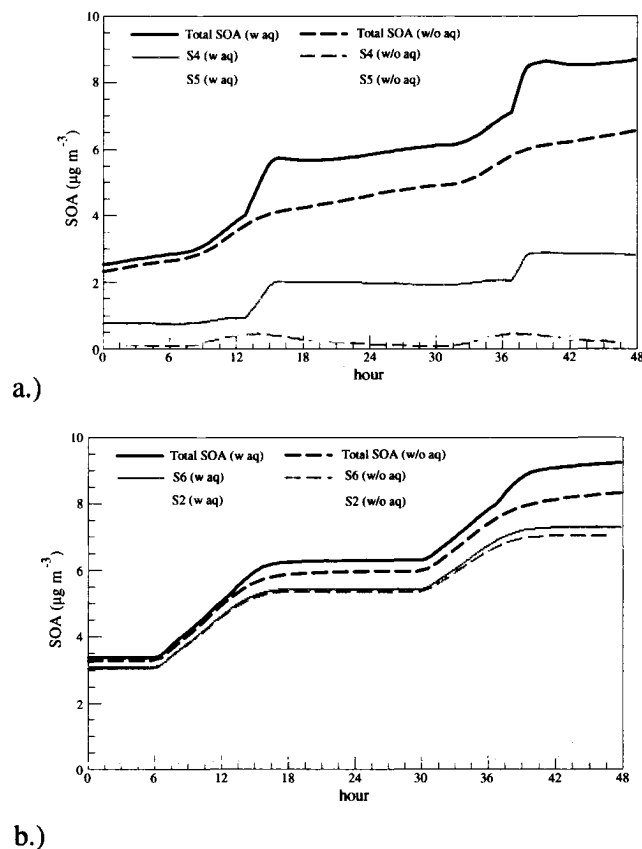 10
8
6
4
2
0
SOA (µg m⁻³)
Total SOA (w aq)
Total SOA (w/o aq)
S4 (w aq)
S4 (w/o aq)
S5 (w aq)
S5 (w/o aq)
0 6 12 18 24 30 36 42 48
hour
a.)
10
8
6
4
2
0
SOA (µg m⁻³)
Total SOA (w aq)
Total SOA (w/o aq)
S6 (w aq)
S6 (w/o aq)
S2 (w aq)
S2 (w/o aq)
0 6 12 18 24 30 36 42 48
hour
b.)